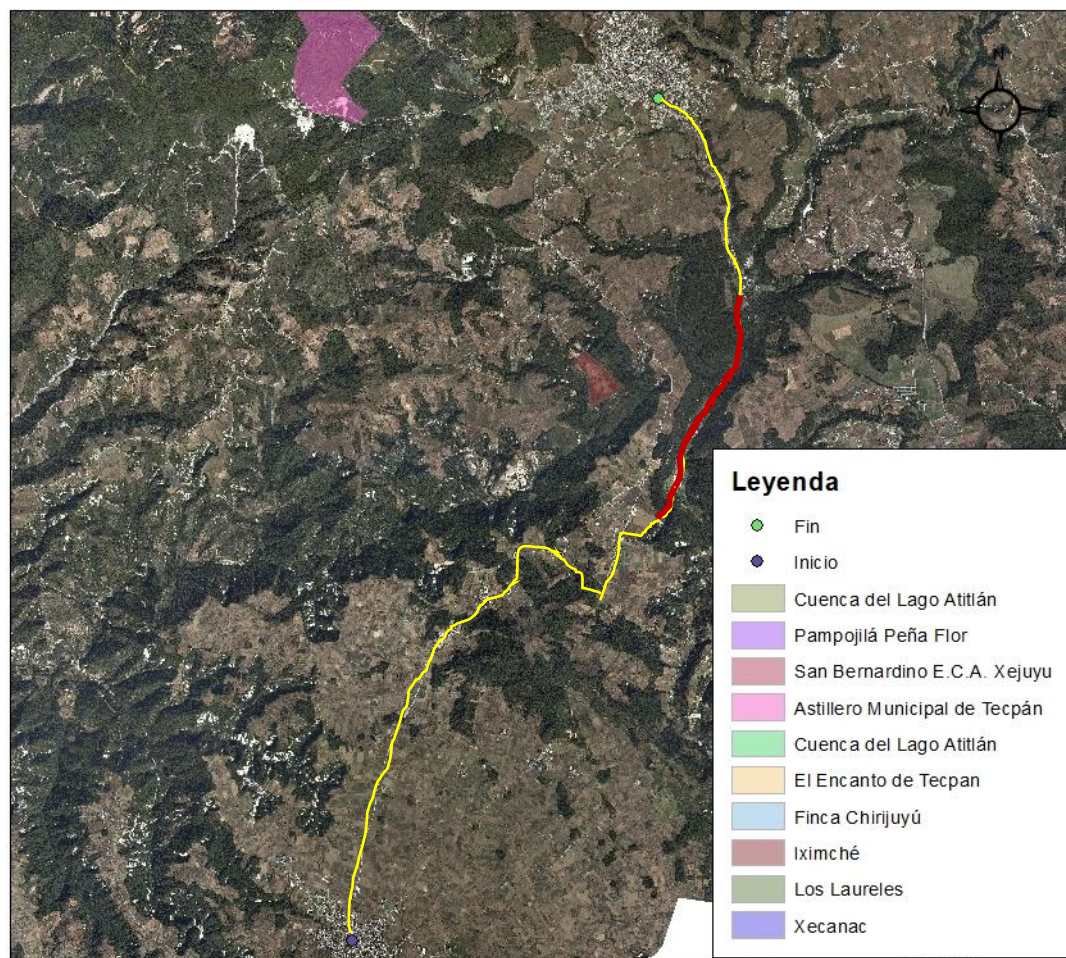 N
W
E
S
Leyenda
Fin
Inicio
Cuenca del Lago Atitlán
Pampojilá Peña Flor
San Bernardino E.C.A. Xejuyu
Astillero Municipal de Tecpán
Cuenca del Lago Atitlán
El Encanto de Tecpan
Finca Chirijuyú
Iximché
Los Laureles
Xecanac